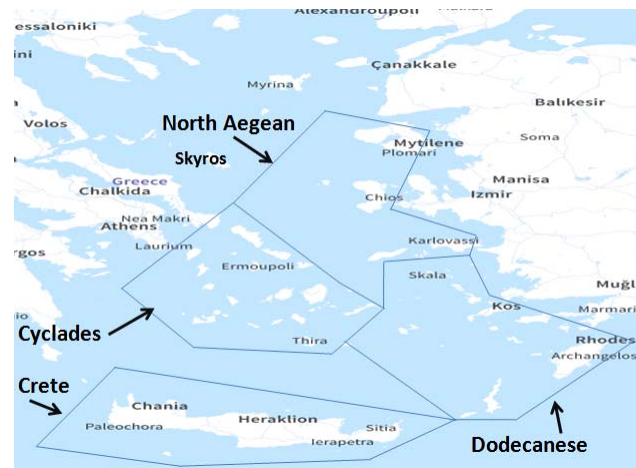 Alexandroupoli
essaloniki
ini
Çanakkale
Myrina
Balıkesir
Volos
North Aegean
Mytilene
Soma
Plomari
Skyros
Greece
Manisa
Chalkida
Chios
Izmir
Nea Makri
Athens
rgos
Laurium
Karlovassi
Ermoupoli
Skala
Muğl
Kos
Marmari
io
Cyclades
Thira
Rhodes
Archangelos
Crete
Chania
Paleochora
Heraklion
Sitia
Ierapetra
Dodecanese